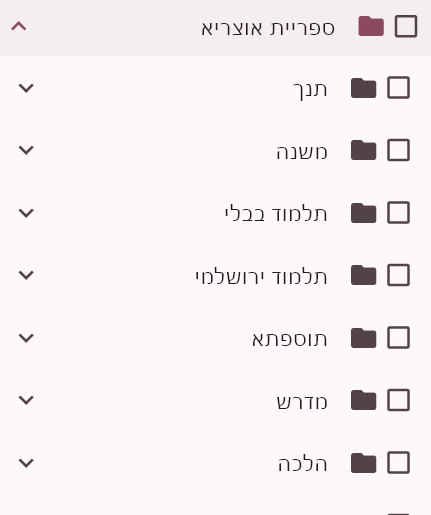 ספריית אוצריא
תנך
משנה
תלמוד בבלי
תלמוד ירושלמי
תוספתא
מדרש
הלכה